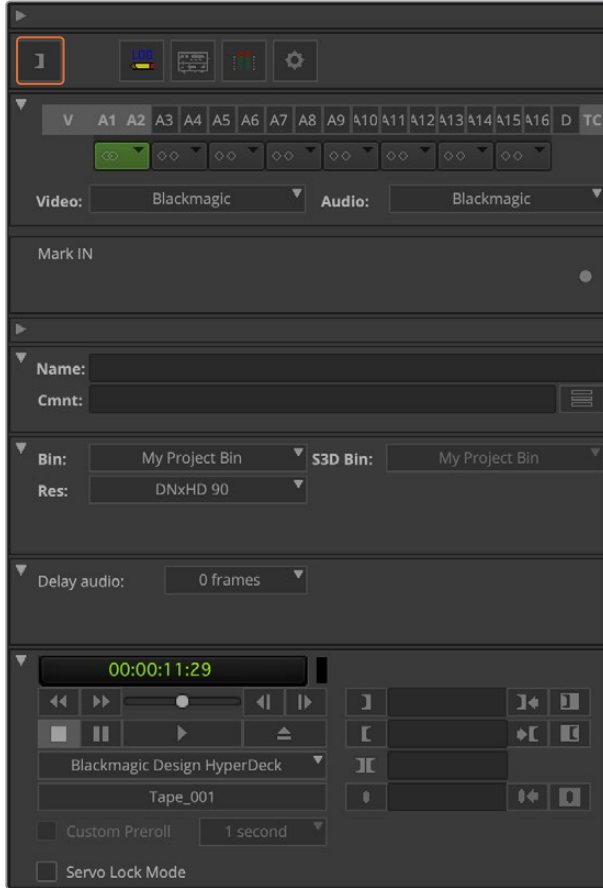 LOG
V A1 A2 A3 A4 A5 A6 A7 A8 A9 A10 A11 A12 A13 A14 A15 A16 D TC
Video: Blackmagic Audio: Blackmagic
Mark IN
Name:
Cmnt:
Bin: My Project Bin S3D Bin: My Project Bin
Res: DNxHD 90
Delay audio: 0 frames
00:00:11:29
Blackmagic Design HyperDeck
Tape_001
Custom Preroll 1 second
Servo Lock Mode